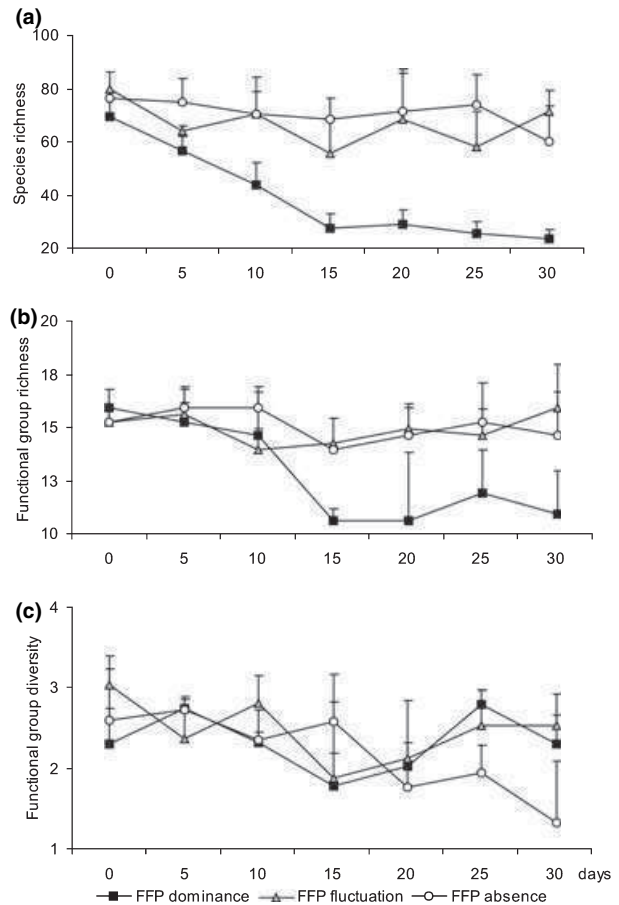 (a)
100
80
60
40
20
Species richness
0 5 10 15 20 25 30
(b)
20
18
15
13
10
Functional group richness
0 5 10 15 20 25 30
(c)
4
3
2
1
Functional group diversity
0 5 10 15 20 25 30 days
FFP dominance FFP fluctuation FFP absence